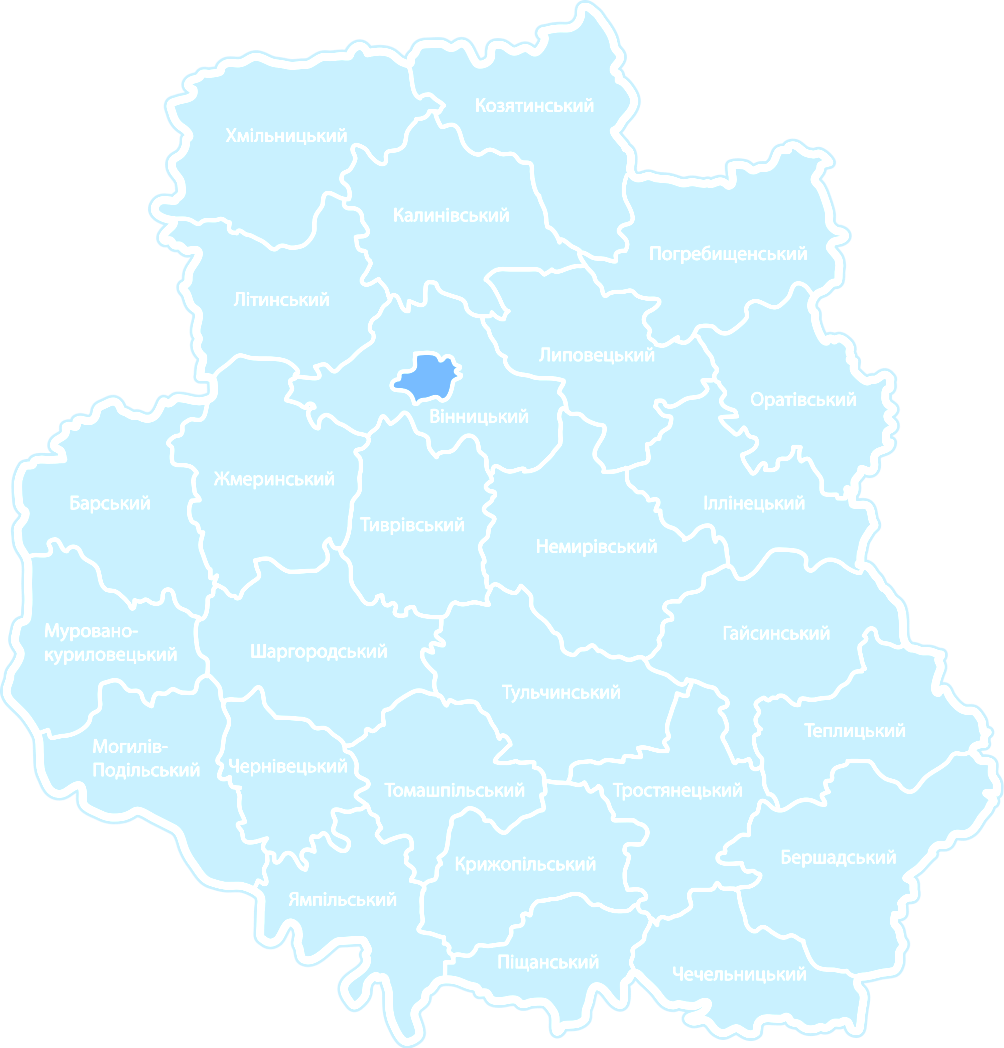 Козятинський
Хмільницький
Калинівський
Погребищенський
Літинський
Липовецький
Оратівський
Вінницький
Жмеринський
Барський
Іллінецький
Тиврівський
Немирівський
Муровано-
куриловецький
Гайсинський
Шаргородський
Тульчинський
Теплицький
Могилів-
Подільський
Чернівецький
Томашпільський
Тростянецький
Бершадський
Крижопільський
Ямпільський
Піщанський
Чечельницький